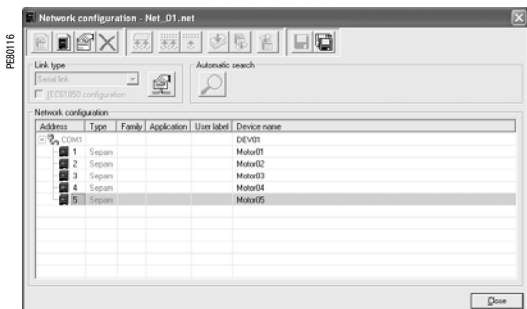 PE80116
Network configuration - Net_01.net
Link type
Automatic search
Serial link
IEC61850 configuration
Network configuration
Address Type Family Application User label Device name
COM1 DEV01
1 Sepam Motor01
2 Sepam Motor02
3 Sepam Motor03
4 Sepam Motor04
5 Sepam Motor05
Close